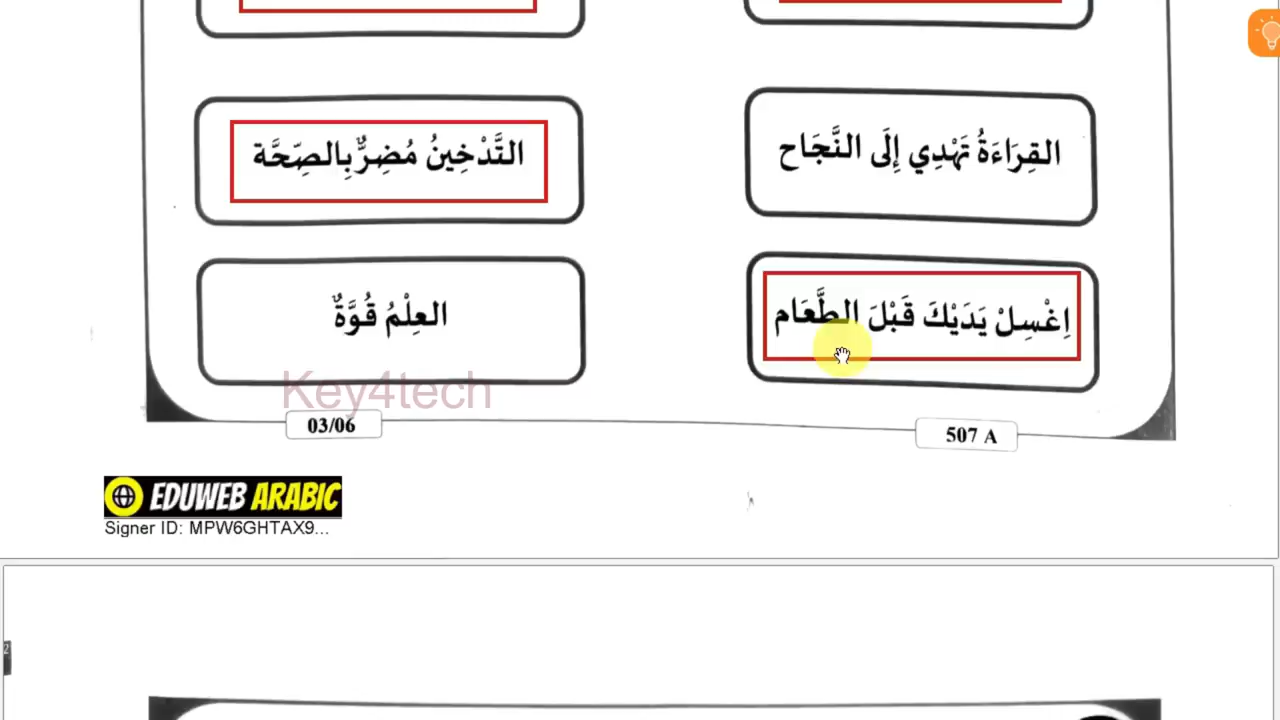 القِرَاءَةُ تَهْدِي إِلَى النَّجَاح
التَّدْخِينُ مُضِرٌّ بِالصِّحَّة
اِغْسِلْ يَدَيْكَ قَبْلَ الطَّعَام
العِلْمُ قُوَّةٌ
Key4tech
507 A
03/06
EDUWEB ARABIC
Signer ID: MPW6GHTAX9...
2